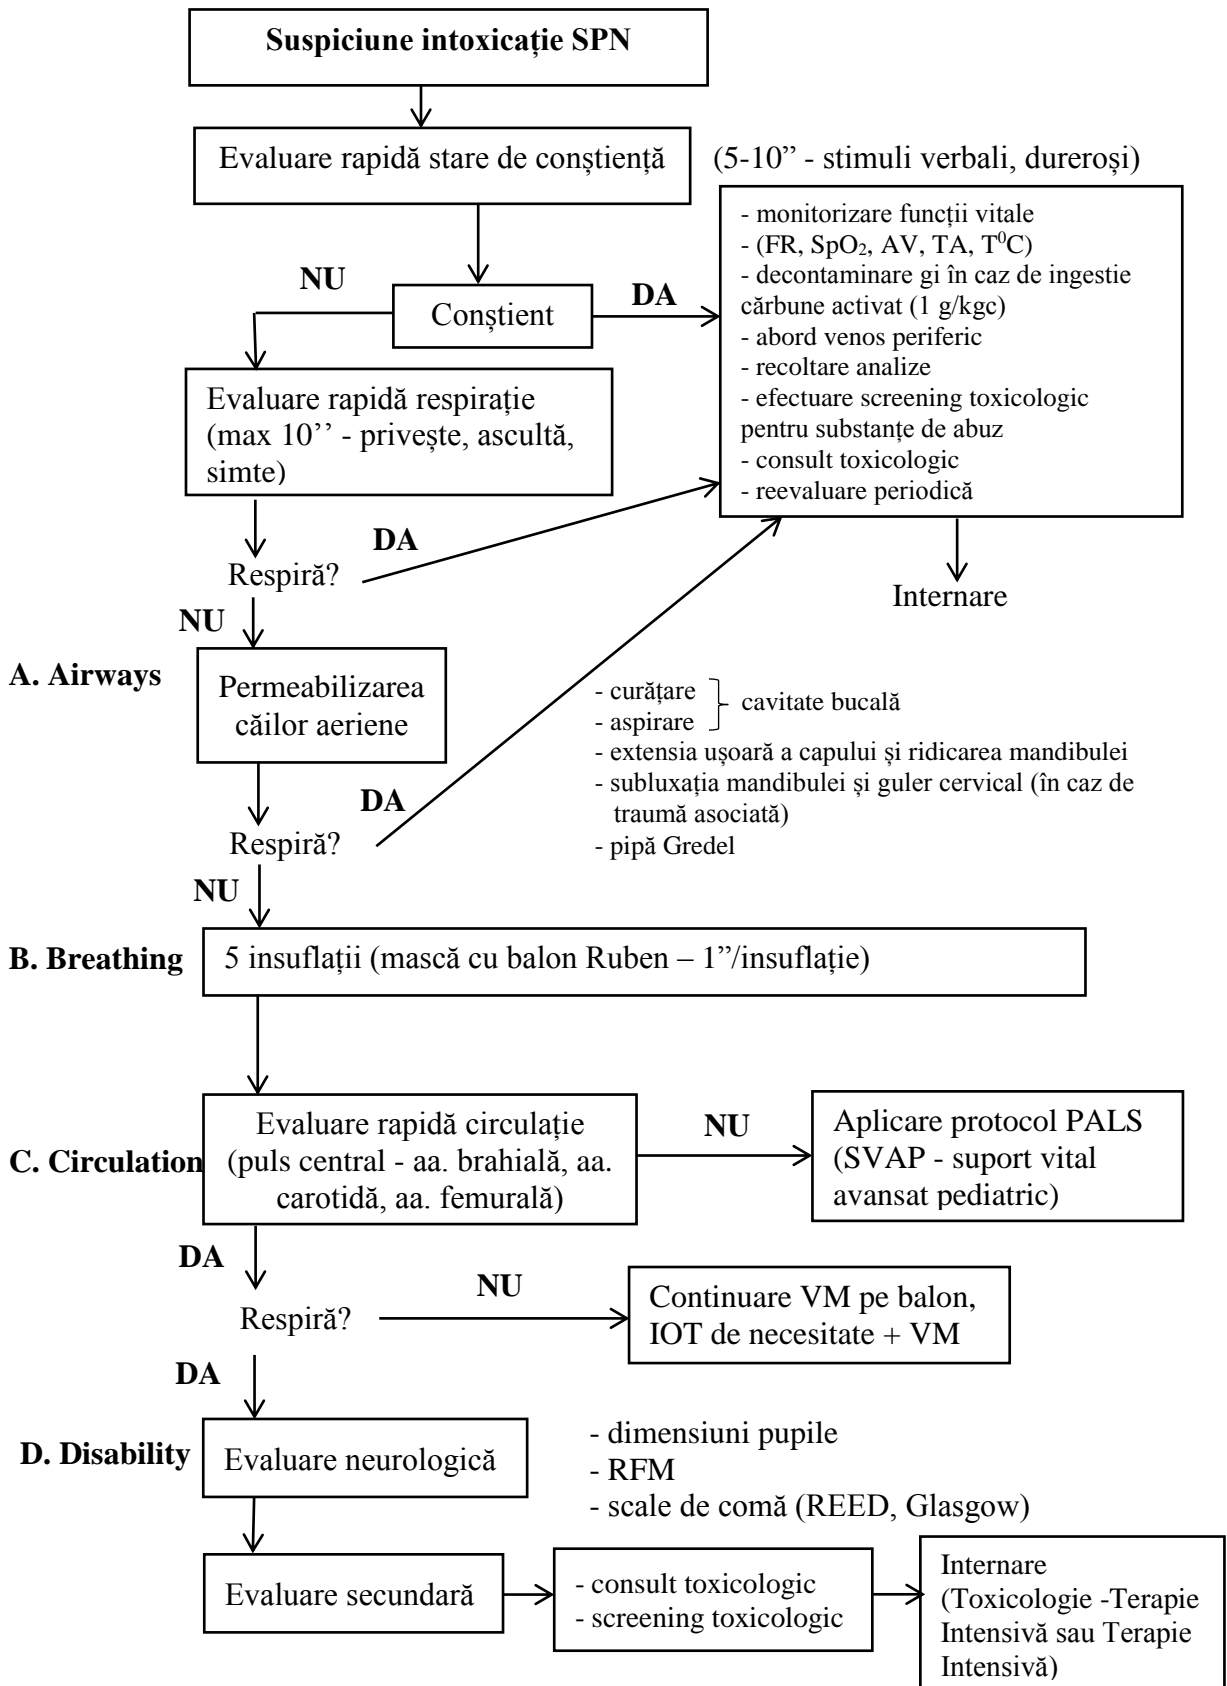 Suspiciune intoxicație SPN
Evaluare rapidă stare de conștiență
(5-10” - stimuli verbali, dureroși)
- monitorizare funcții vitale
- (FR, SpO₂, AV, TA, T⁰C)
- decontaminare gi în caz de ingestie
cărbune activat (1 g/kgc)
- abord venos periferic
- recoltare analize
- efectuare screening toxicologic
pentru substanțe de abuz
- consult toxicologic
- reevaluare periodică
NU
Conștient
DA
Evaluare rapidă respirație
(max 10’’ - privește, ascultă,
simte)
DA
Respiră?
Internare
NU
A. Airways
Permeabilizarea
căilor aeriene
- curățare
- aspirare
cavitate bucală
- extensia ușoară a capului și ridicarea mandibulei
- subluxația mandibulei și guler cervical (în caz de
traumă asociată)
- pipă Gredel
DA
Respiră?
NU
B. Breathing
5 insuflații (mască cu balon Ruben – 1”/insuflație)
C. Circulation
Evaluare rapidă circulație
(puls central - aa. brahială, aa.
carotidă, aa. femurală)
NU
Aplicare protocol PALS
(SVAP - suport vital
avansat pediatric)
DA
Respiră?
NU
Continuare VM pe balon,
IOT de necesitate + VM
DA
D. Disability
Evaluare neurologică
- dimensiuni pupile
- RFM
- scale de comă (REED, Glasgow)
Evaluare secundară
- consult toxicologic
- screening toxicologic
Internare
(Toxicologie -Terapie
Intensivă sau Terapie
Intensivă)